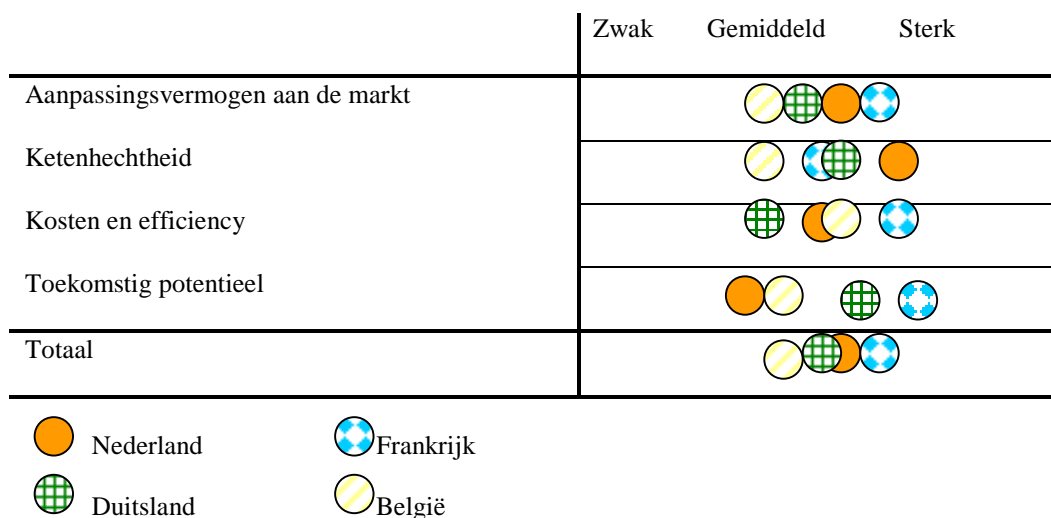 Zwak Gemiddeld Sterk
Aanpassingsvermogen aan de markt
Ketenhechtheid
Kosten en efficiency
Toekomstig potentieel
Totaal
Nederland Frankrijk
Duitsland België